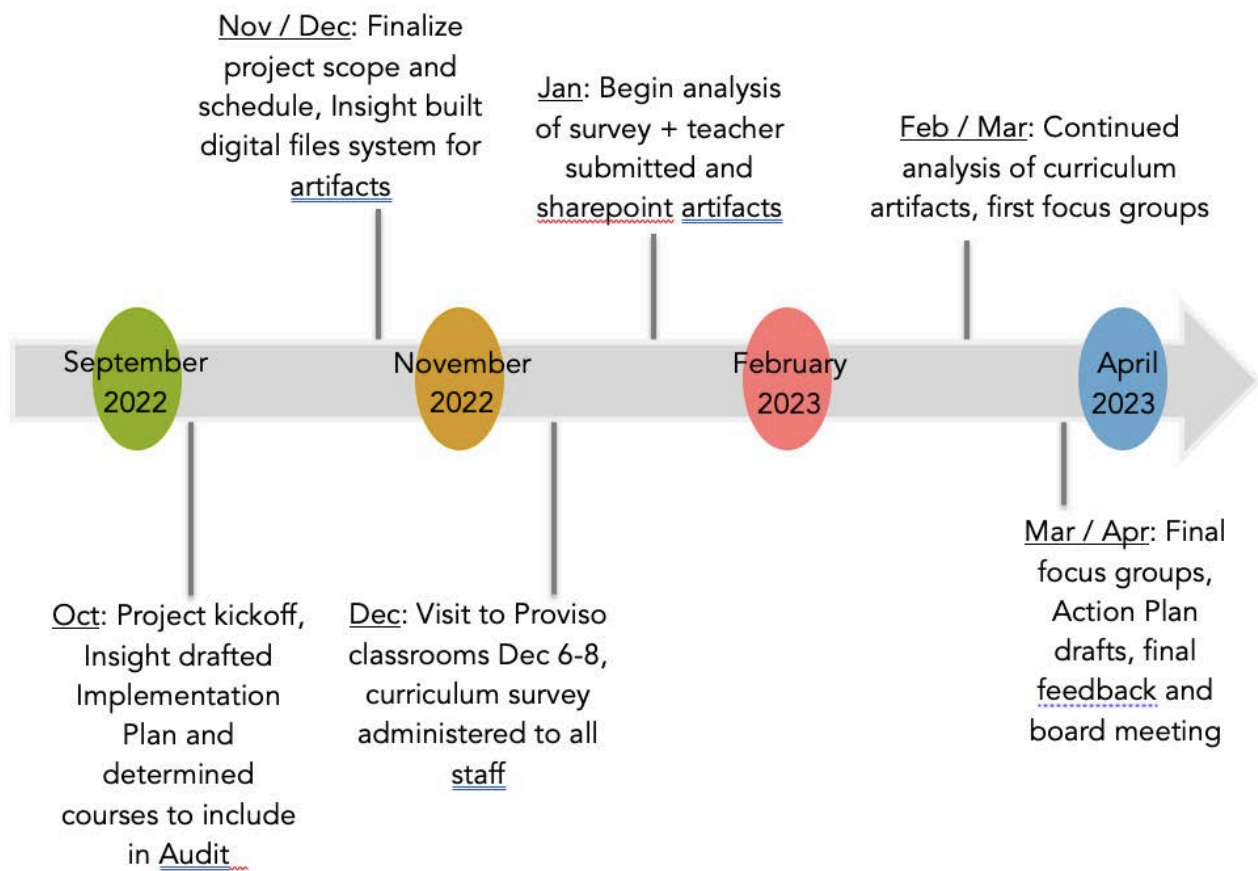 Nov / Dec: Finalize
project scope and
schedule, Insight built
digital files system for
artifacts
Jan: Begin analysis
of survey + teacher
submitted and
sharepoint artifacts
Feb / Mar: Continued
analysis of curriculum
artifacts, first focus groups
September
2022
November
2022
February
2023
April
2023
Oct: Project kickoff,
Insight drafted
Implementation
Plan and
determined
courses to include
in Audit
Dec: Visit to Proviso
classrooms Dec 6-8,
curriculum survey
administered to all
staff
Mar / Apr: Final
focus groups,
Action Plan
drafts, final
feedback and
board meeting